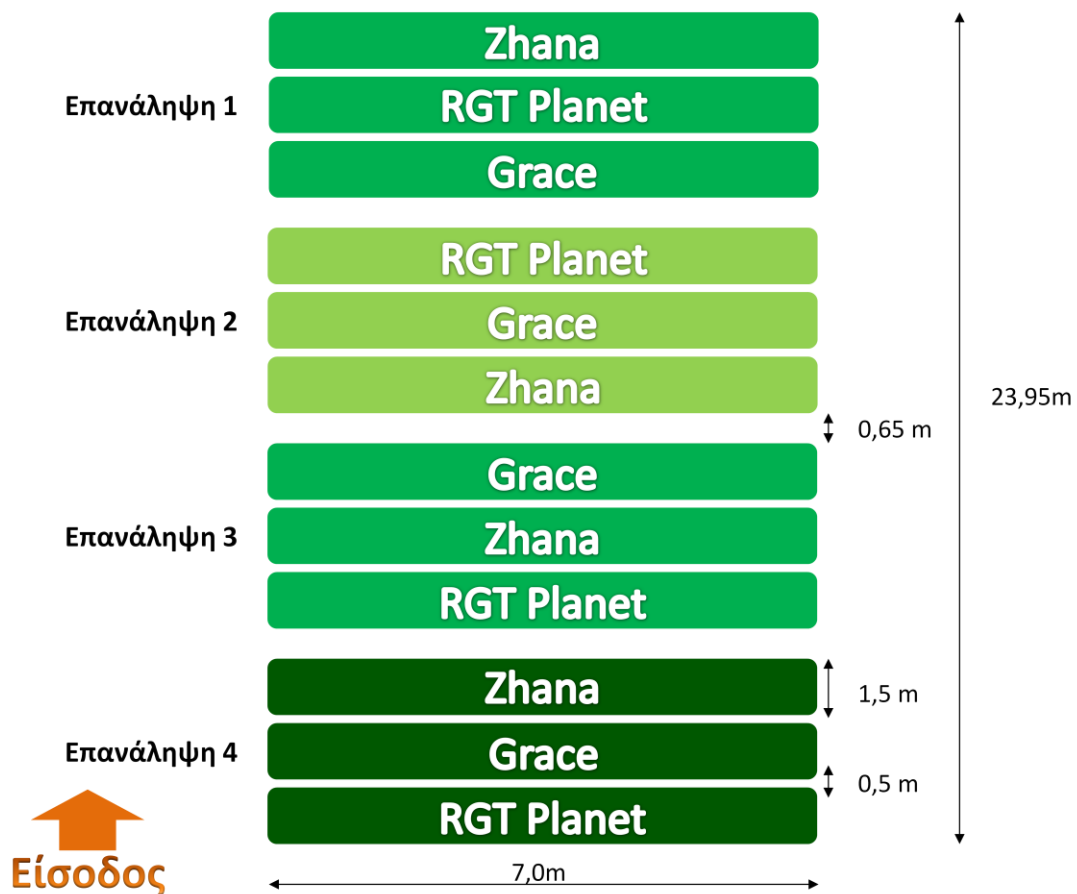 Zhana
Επανάληψη 1
RGT Planet
Grace
RGT Planet
Επανάληψη 2
Grace
Zhana
23,95m
0,65 m
Grace
Επανάληψη 3
Zhana
RGT Planet
Zhana
1,5 m
Επανάληψη 4
Grace
0,5 m
RGT Planet
Είσοδος
7,0m